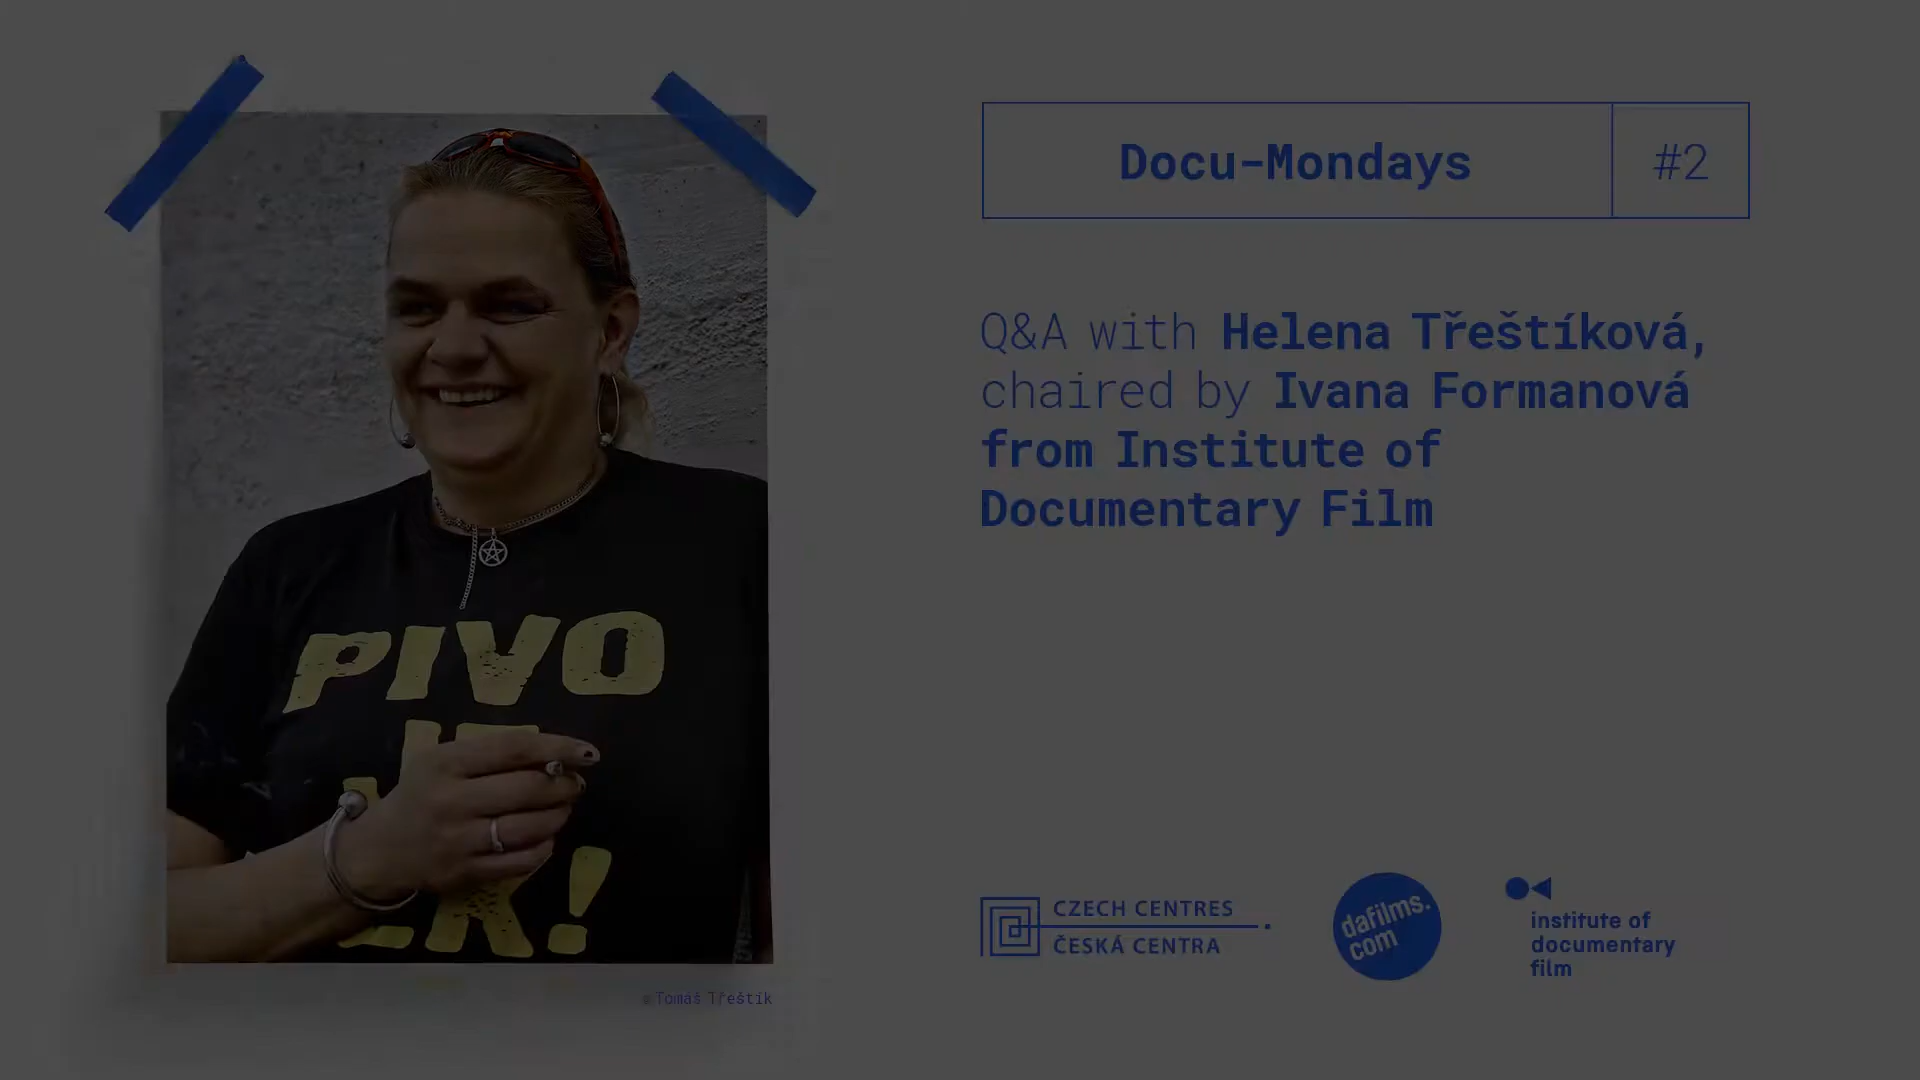 Docu-Mondays
#2
Q&A with Helena Třeštíková,
chaired by Ivana Formanová
from Institute of
Documentary Film
PIVO
!
© Tomáš Třeštík
CZECH CENTRES
ČESKÁ CENTRA
dafilms.
com
institute of
documentary
film